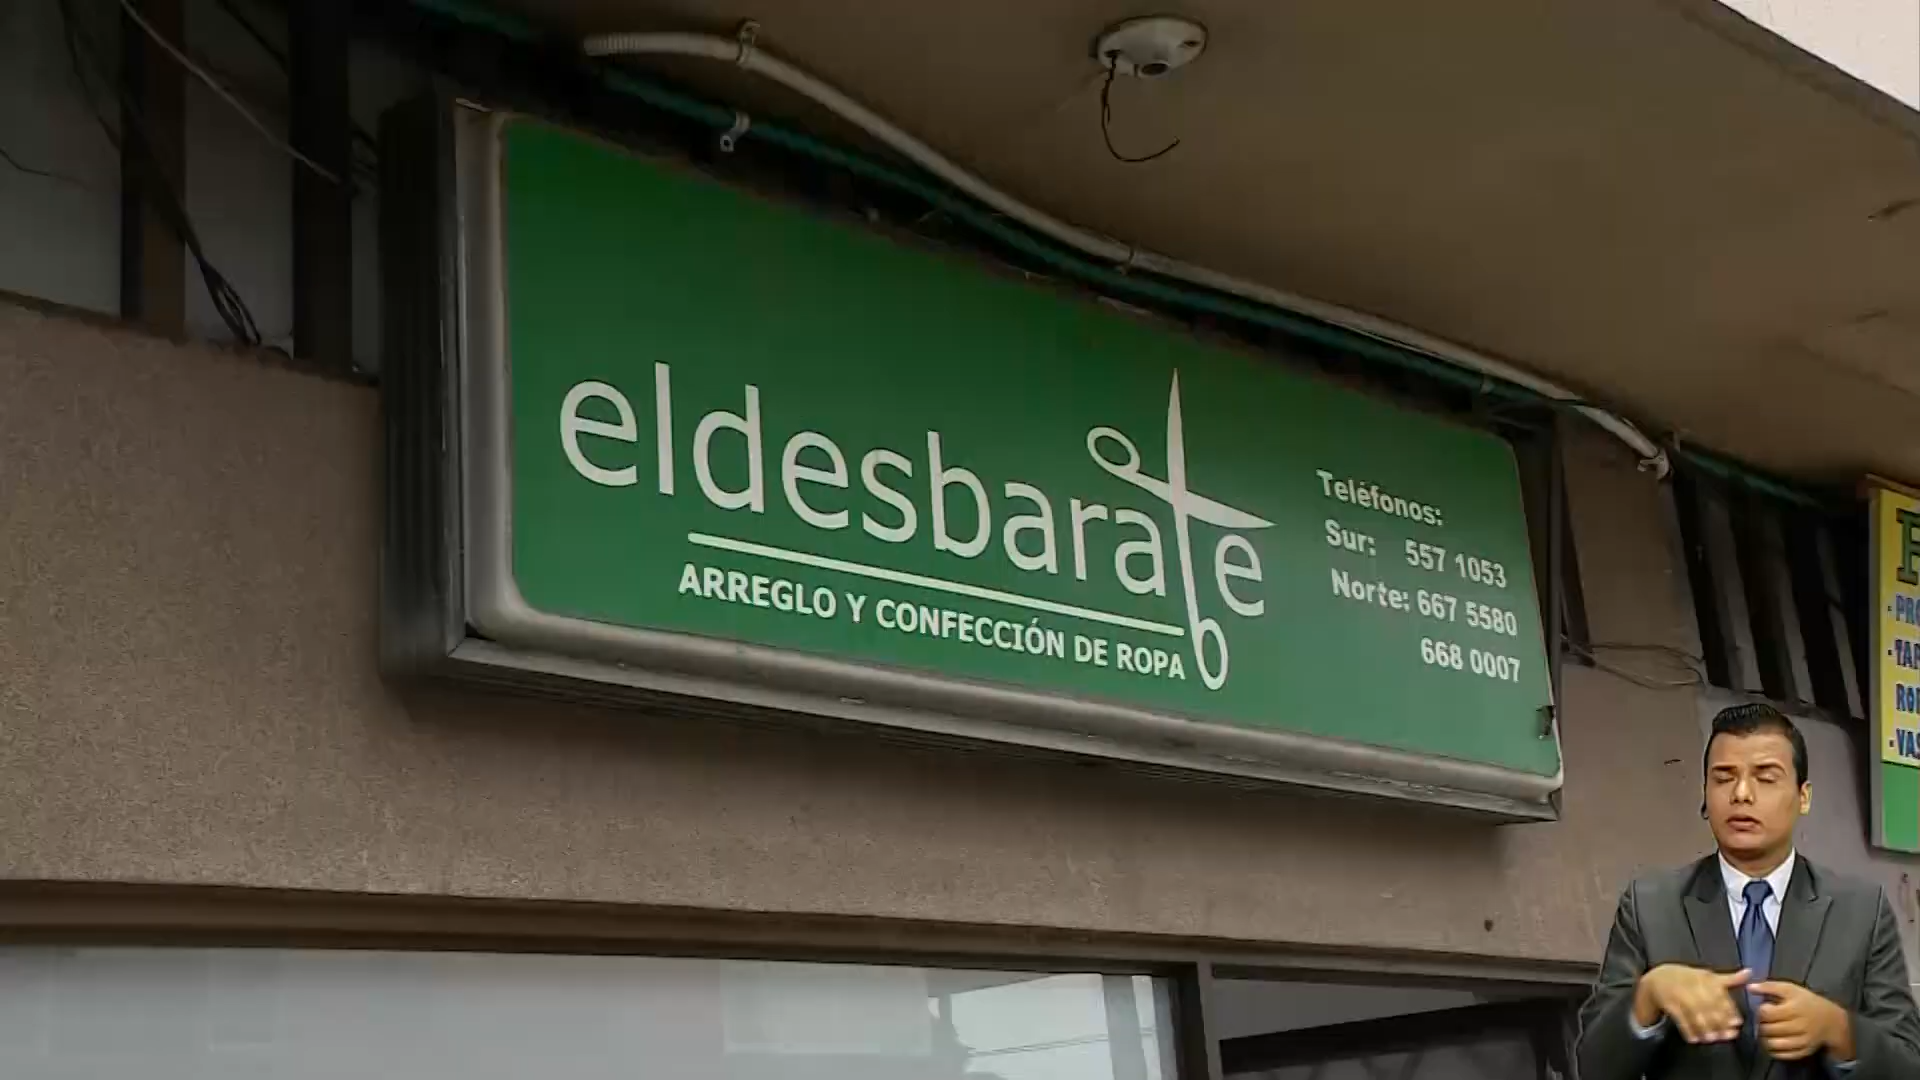 eldesbarate
ARREGLO Y CONFECCIÓN DE ROPA
Teléfonos:
Sur: 557 1053
Norte: 667 5580
668 0007